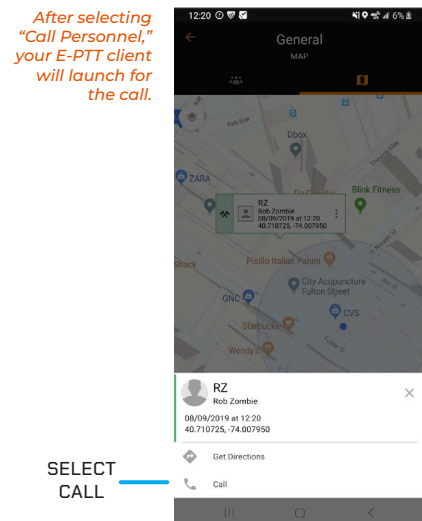 After selecting
“Call Personnel,”
your E-PTT client
will launch for
the call.
12:20
6%
General
MAP
Park Row
Dbox
ZARA
Blink Fitness
RZ
Rob Zombie
08/09/2019 at 12:20
40.710725, -74.007950
Pisillo Italian Panini
Shack
City Acupuncture
Fulton Street
GNC
CVS
Starbucks
Wendy's
RZ
Rob Zombie
08/09/2019 at 12:20
40.710725, -74.007950
Get Directions
SELECT
CALL
Call